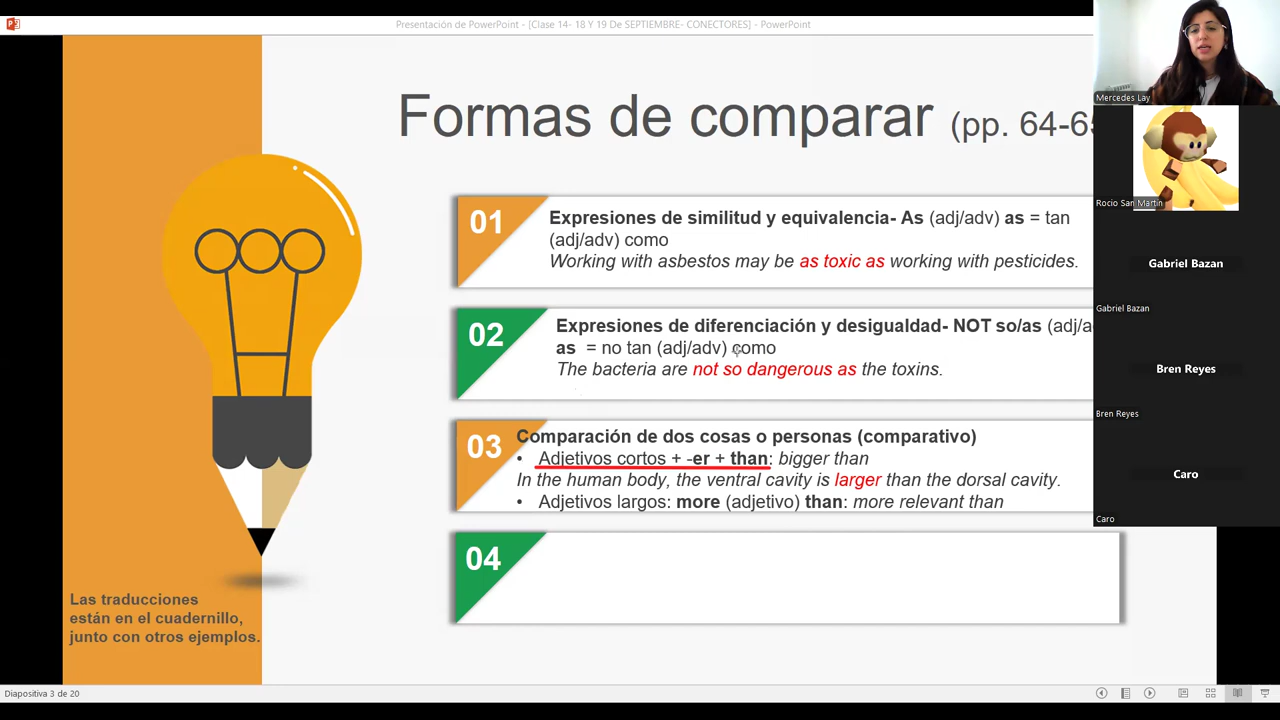 Presentación de PowerPoint - [Clase 14- 18 Y 19 DE SEPTIEMBRE- CONECTORES] - PowerPoint
Formas de comparar (pp. 64-65
01
Expresiones de similitud y equivalencia- As (adj/adv) as = tan
(adj/adv) como
Working with asbestos may be as toxic as working with pesticides.
02
Expresiones de diferenciación y desigualdad- NOT so/as (adj/a
as = no tan (adj/adv) como
The bacteria are not so dangerous as the toxins.
03
Comparación de dos cosas o personas (comparativo)
• Adjetivos cortos + -er + than: bigger than
In the human body, the ventral cavity is larger than the dorsal cavity.
• Adjetivos largos: more (adjetivo) than: more relevant than
04
Las traducciones
están en el cuadernillo,
junto con otros ejemplos.
Diapositiva 3 de 20
Mercedes Lay
Rocio San Martin
Gabriel Bazan
Gabriel Bazan
Bren Reyes
Bren Reyes
Caro
Caro